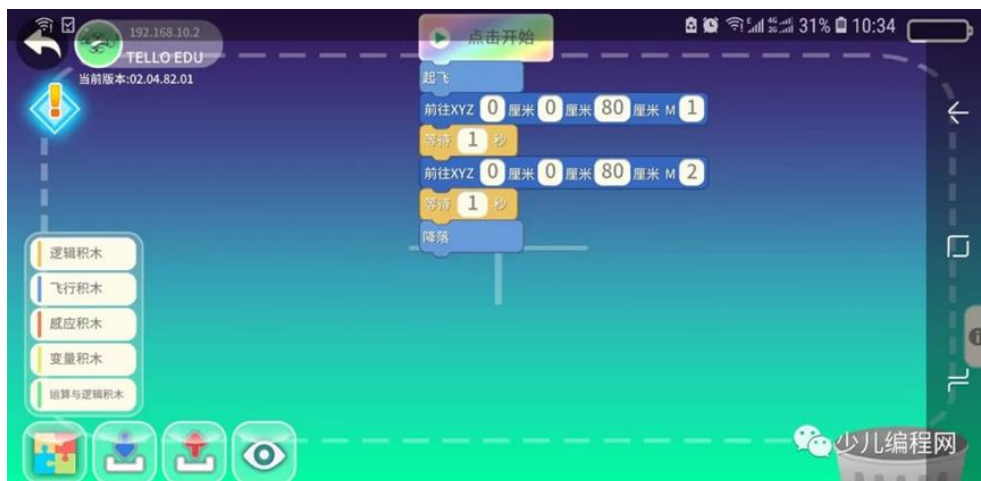 192.168.10.2
TELLO EDU
当前版本:02.04.82.01
31% 10:34
点击开始
起飞
前往XYZ 0 厘米 0 厘米 80 厘米 M 1
等待 1 秒
前往XYZ 0 厘米 0 厘米 80 厘米 M 2
等待 1 秒
降落
逻辑积木
飞行积木
感应积木
变量积木
运算与逻辑积木
少儿编程网